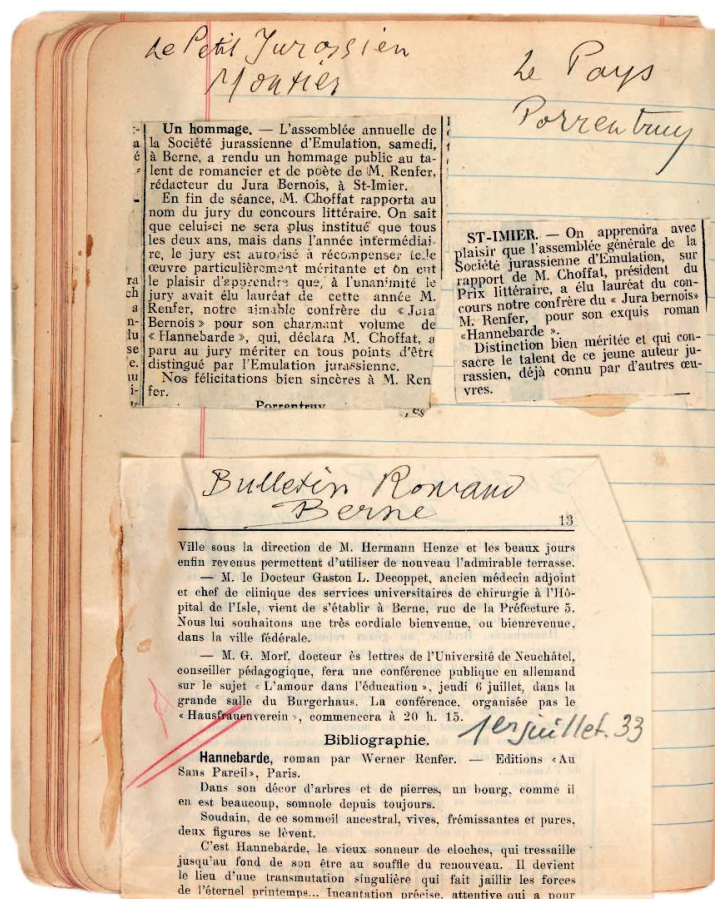 Le Petit Jurassien
Moutier
Un hommage. — L'assemblée annuelle de
la Société jurassienne d'Emulation, samedi,
à Berne, a rendu un hommage public au ta-
lent de romancier et de poète de M. Renfer,
rédacteur du Jura Bernois, à St-Imier.
En fin de séance, M. Choffat rapporta au
nom du jury du concours littéraire. On sait
que celui-ci ne sera plus institué que tous
les deux ans, mais dans l'année intermédiai-
re, le jury est autorisé à récompenser telle
œuvre particulièrement méritante et on eut
le plaisir d'apprendre que, à l'unanimité le
jury avait élu lauréat de cette année M.
Renfer, notre aimable confrère du « Jura
Bernois » pour son charmant volume de
« Hannebarde », qui, déclara M. Choffat, a
paru au jury mériter en tous points d'être
distingué par l'Emulation jurassienne.
Nos félicitations bien sincères à M. Ren
fer.
Porrentruy
Le Pays
Porrentruy
ST-IMIER. — On apprendra avec
plaisir que l'assemblée générale de la
Société jurassienne d'Emulation, sur
rapport de M. Choffat, président du
Prix littéraire, a élu lauréat du con-
cours notre confrère du « Jura bernois»
M. Renfer, pour son exquis roman
«Hannebarde ».
Distinction bien méritée et qui con-
sacre le talent de ce jeune auteur ju-
rassien, déjà connu par d'autres œu-
vres.
Bulletin Romand
Berne
13
Ville sous la direction de M. Hermann Henze et les beaux jours
enfin revenus permettent d'utiliser de nouveau l'admirable terrasse.
— M. le Docteur Gaston L. Decoppet, ancien médecin adjoint
et chef de clinique des services universitaires de chirurgie à l'Hô-
pital de l'Isle, vient de s'établir à Berne, rue de la Préfecture 5.
Nous lui souhaitons une très cordiale bienvenue, ou bienrevenue,
dans la ville fédérale.
— M. G. Morf, docteur ès lettres de l'Université de Neuchâtel,
conseiller pédagogique, fera une conférence publique en allemand
sur le sujet « L'amour dans l'éducation », jeudi 6 juillet, dans la
grande salle du Burgerhaus. La conférence, organisée pas le
« Hausfrauenverein », commencera à 20 h. 15.
1er juillet. 33
Bibliographie.
Hannebarde, roman par Werner Renfer. — Editions «Au
Sans Pareil», Paris.
Dans son décor d'arbres et de pierres, un bourg, comme il
en est beaucoup, somnole depuis toujours.
Soudain, de ce sommeil ancestral, vives, frémissantes et pures,
deux figures se lèvent.
C'est Hannebarde, le vieux sonneur de cloches, qui tressaille
jusqu'au fond de son être au souffle du renouveau. Il devient
le lieu d'une transmutation singulière qui fait jaillir les forces
de l'éternel printemps... Incantation précise, attentive qui a pour